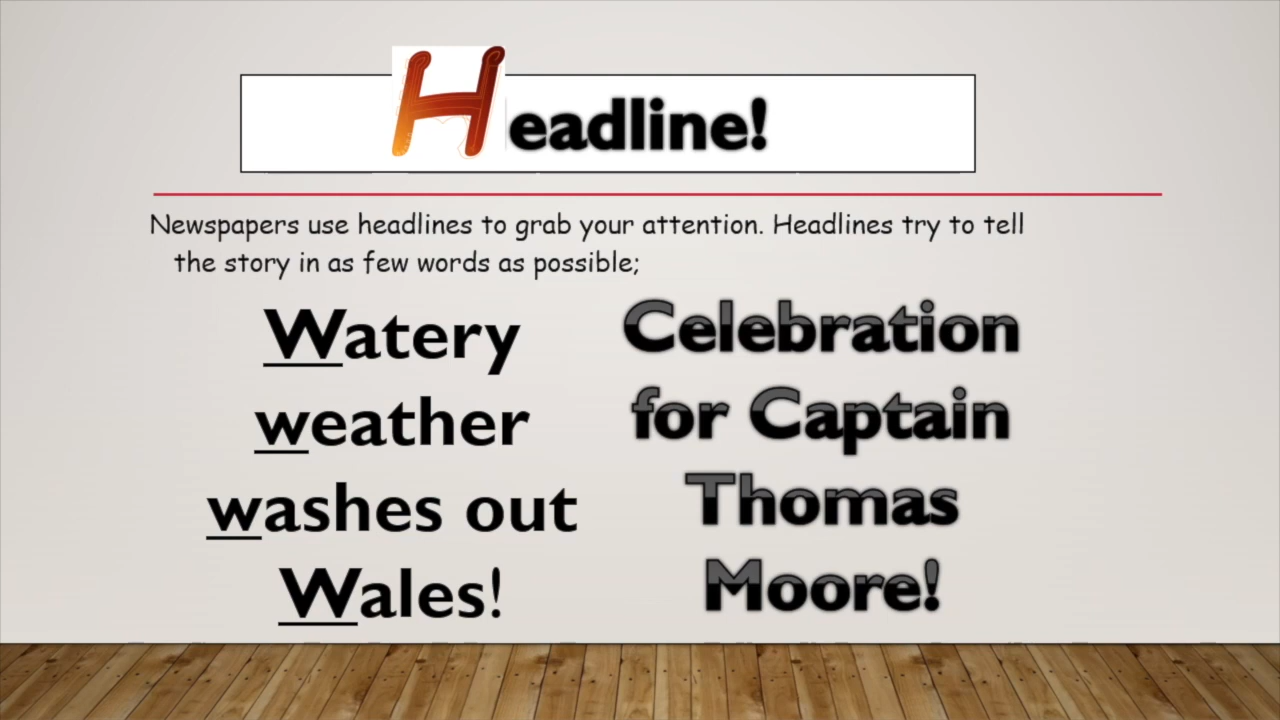 Headline!
Newspapers use headlines to grab your attention. Headlines try to tell
the story in as few words as possible;
Watery
weather
washes out
Wales!
Celebration
for Captain
Thomas
Moore!